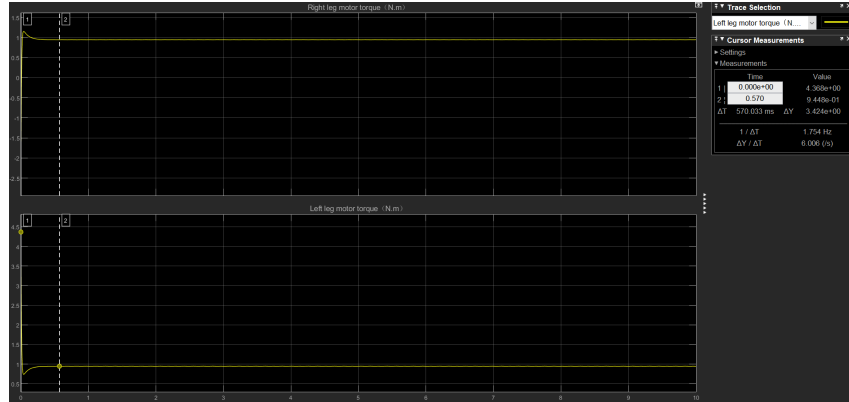 Right leg motor torque (N.m)
1 2
1.5
1
0.5
0
-0.5
-1
-1.5
-2
-2.5
Left leg motor torque (N.m)
1 2
4.5
4
3.5
3
2.5
2
1.5
1
0.5
0 1 2 3 4 5 6 7 8 9 10
Trace Selection
Left leg motor torque (N....
Cursor Measurements
Settings
Measurements
Time Value
1 | 0.000e+00 4.368e+00
2 ¦ 0.570 9.448e-01
ΔT 570.033 ms ΔY 3.424e+00
1 / ΔT 1.754 Hz
ΔY / ΔT 6.006 (/s)